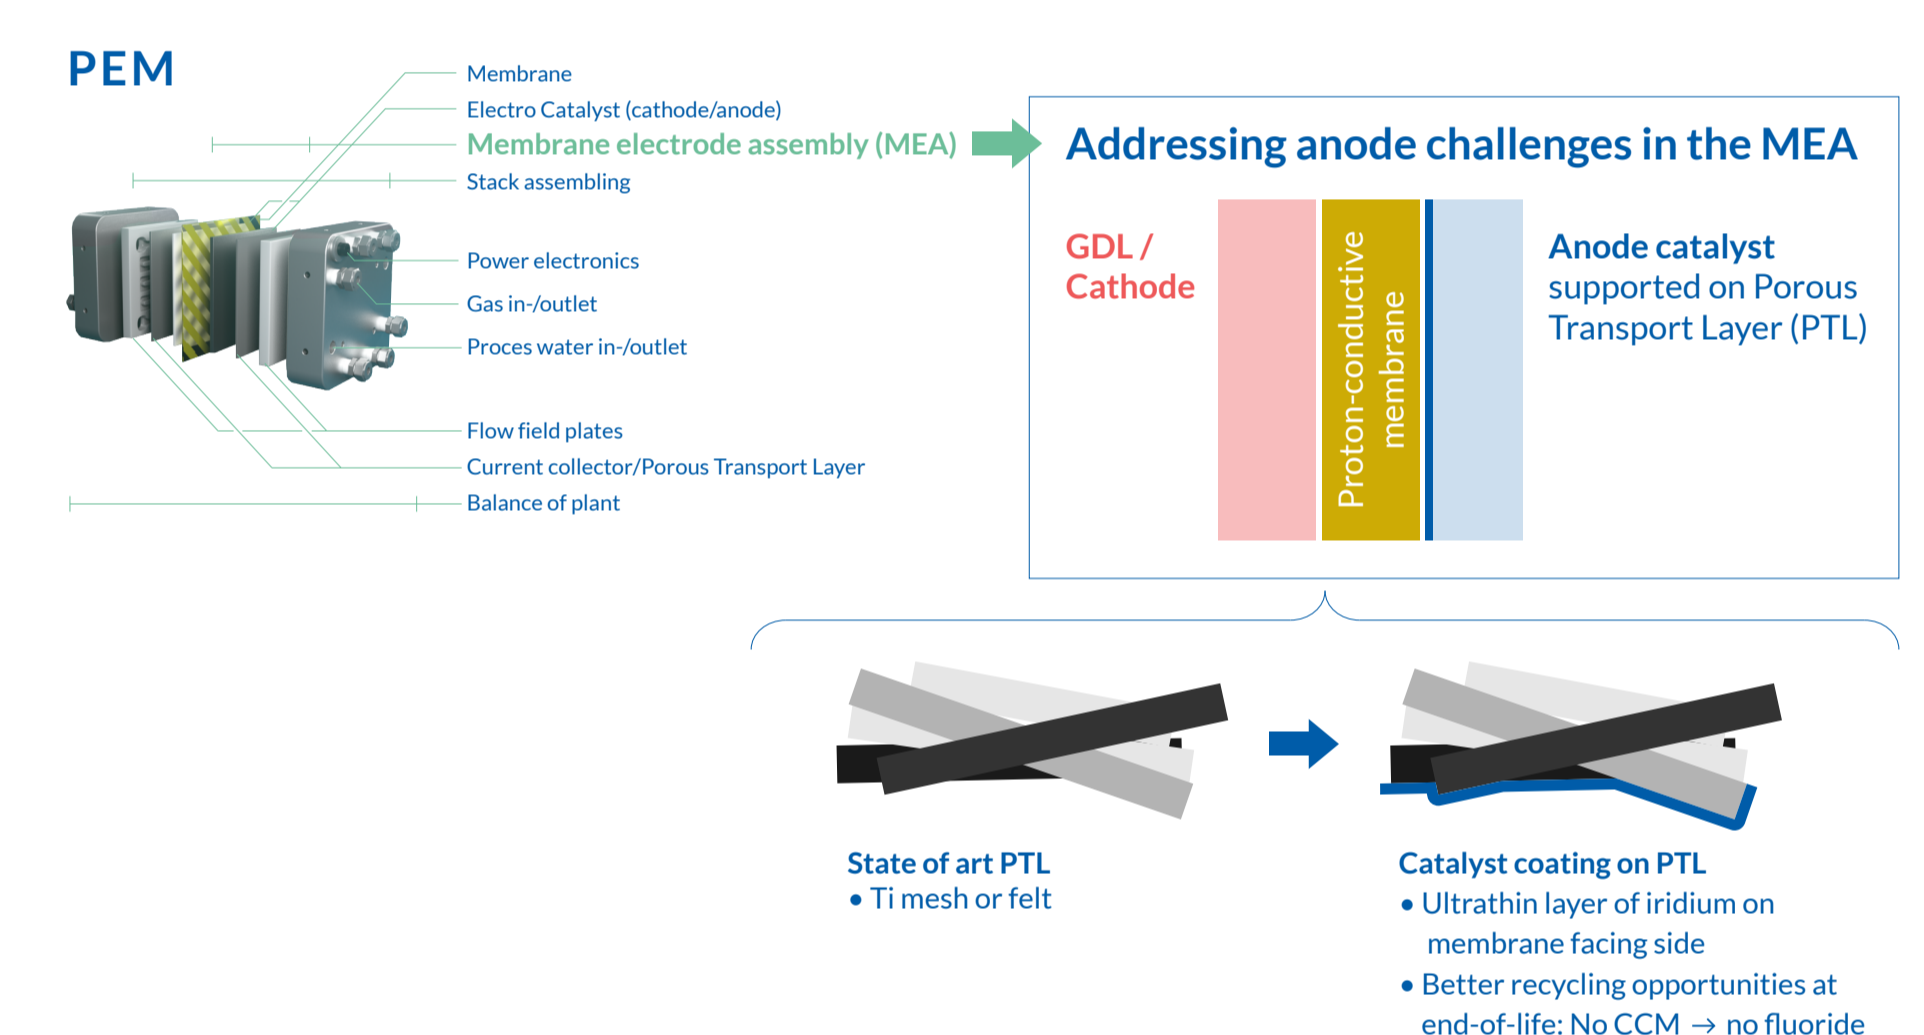 PEM
Membrane
Electro Catalyst (cathode/anode)
Membrane electrode assembly (MEA)
Stack assembling
Power electronics
Gas in-/outlet
Proces water in-/outlet
Flow field plates
Current collector/Porous Transport Layer
Balance of plant
Addressing anode challenges in the MEA
GDL /
Cathode
Proton-conductive
membrane
Anode catalyst
supported on Porous
Transport Layer (PTL)
State of art PTL
• Ti mesh or felt
Catalyst coating on PTL
• Ultrathin layer of iridium on
membrane facing side
• Better recycling opportunities at
end-of-life: No CCM → no fluoride